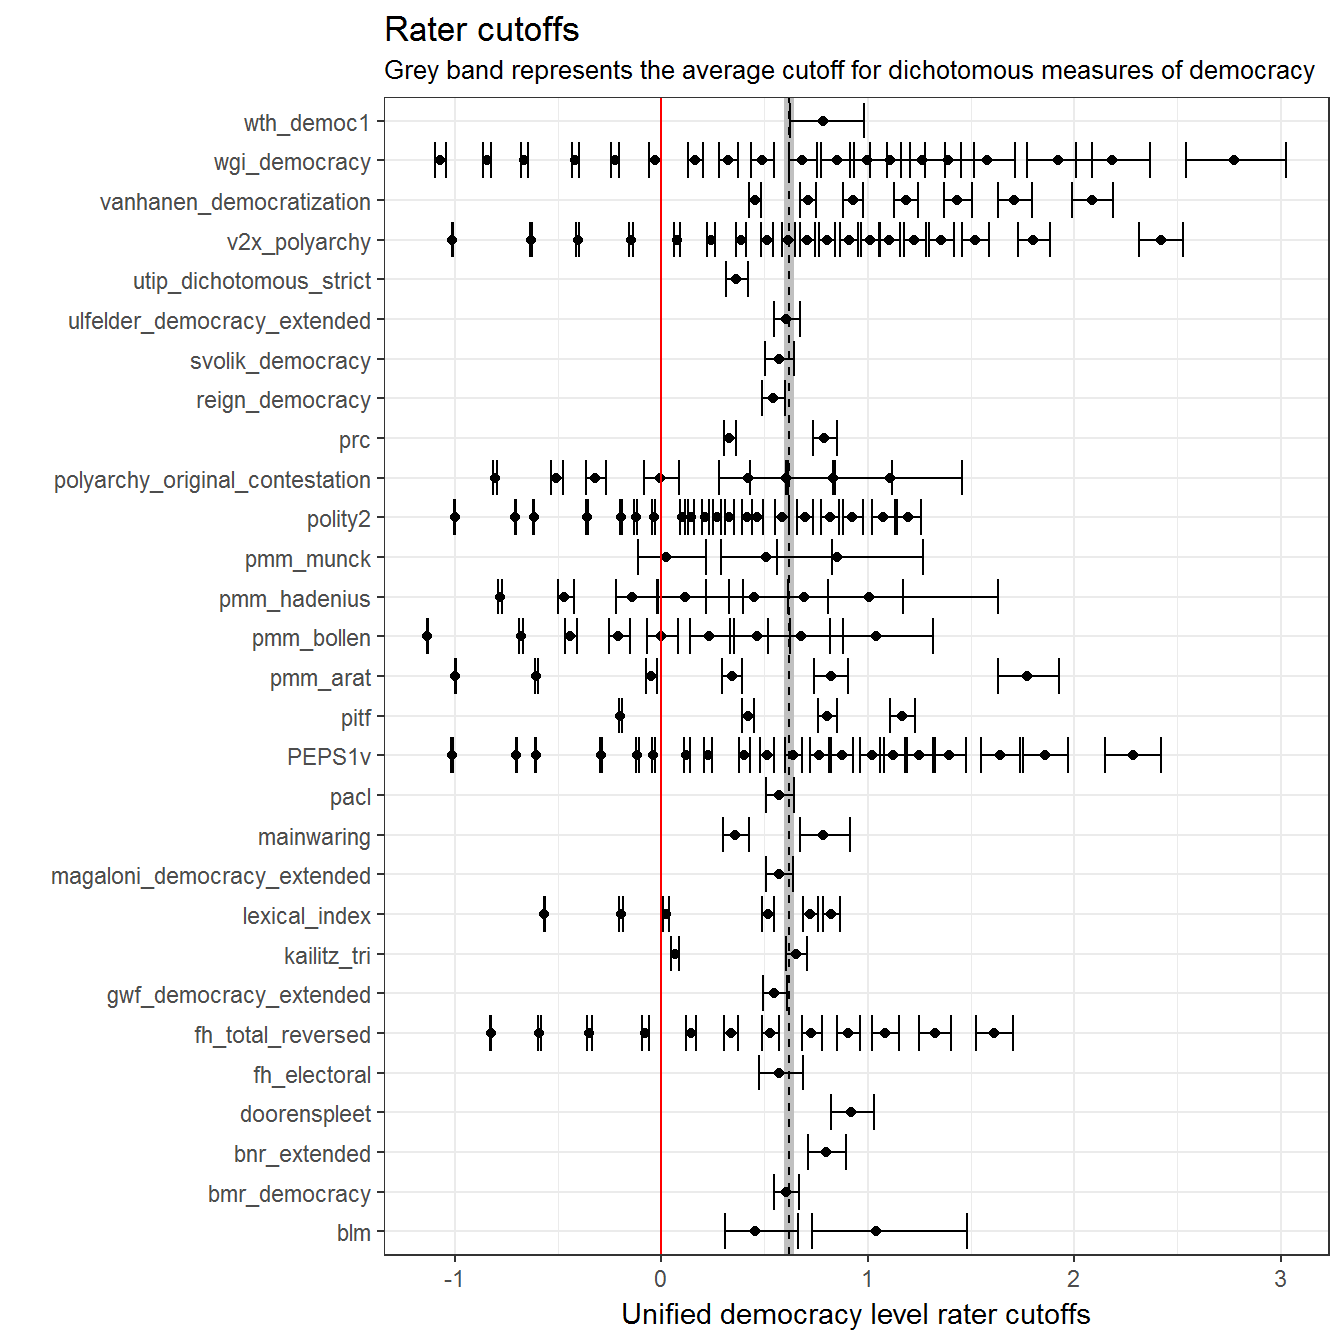 Rater cutoffs
Grey band represents the average cutoff for dichotomous measures of democracy
wth_democ1
wgi_democracy
vanhanen_democratization
v2x_polyarchy
utip_dichotomous_strict
ulfelder_democracy_extended
svolik_democracy
reign_democracy
prc
polyarchy_original_contestation
polity2
pmm_munck
pmm_hadenius
pmm_bollen
pmm_arat
pitf
PEPS1v
pacl
mainwaring
magaloni_democracy_extended
lexical_index
kailitz_tri
gwf_democracy_extended
fh_total_reversed
fh_electoral
doorenspleet
bnr_extended
bmr_democracy
blm
-1 0 1 2 3
Unified democracy level rater cutoffs